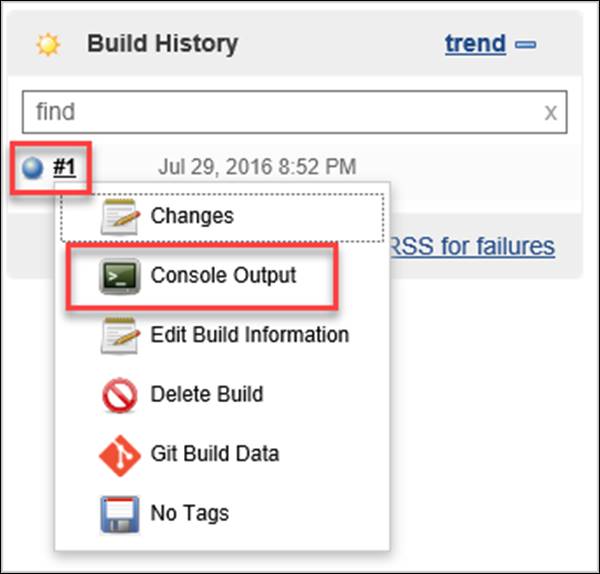 Build History trend
find x
#1 Jul 29, 2016 8:52 PM
Changes
RSS for failures
Console Output
Edit Build Information
Delete Build
Git Build Data
No Tags